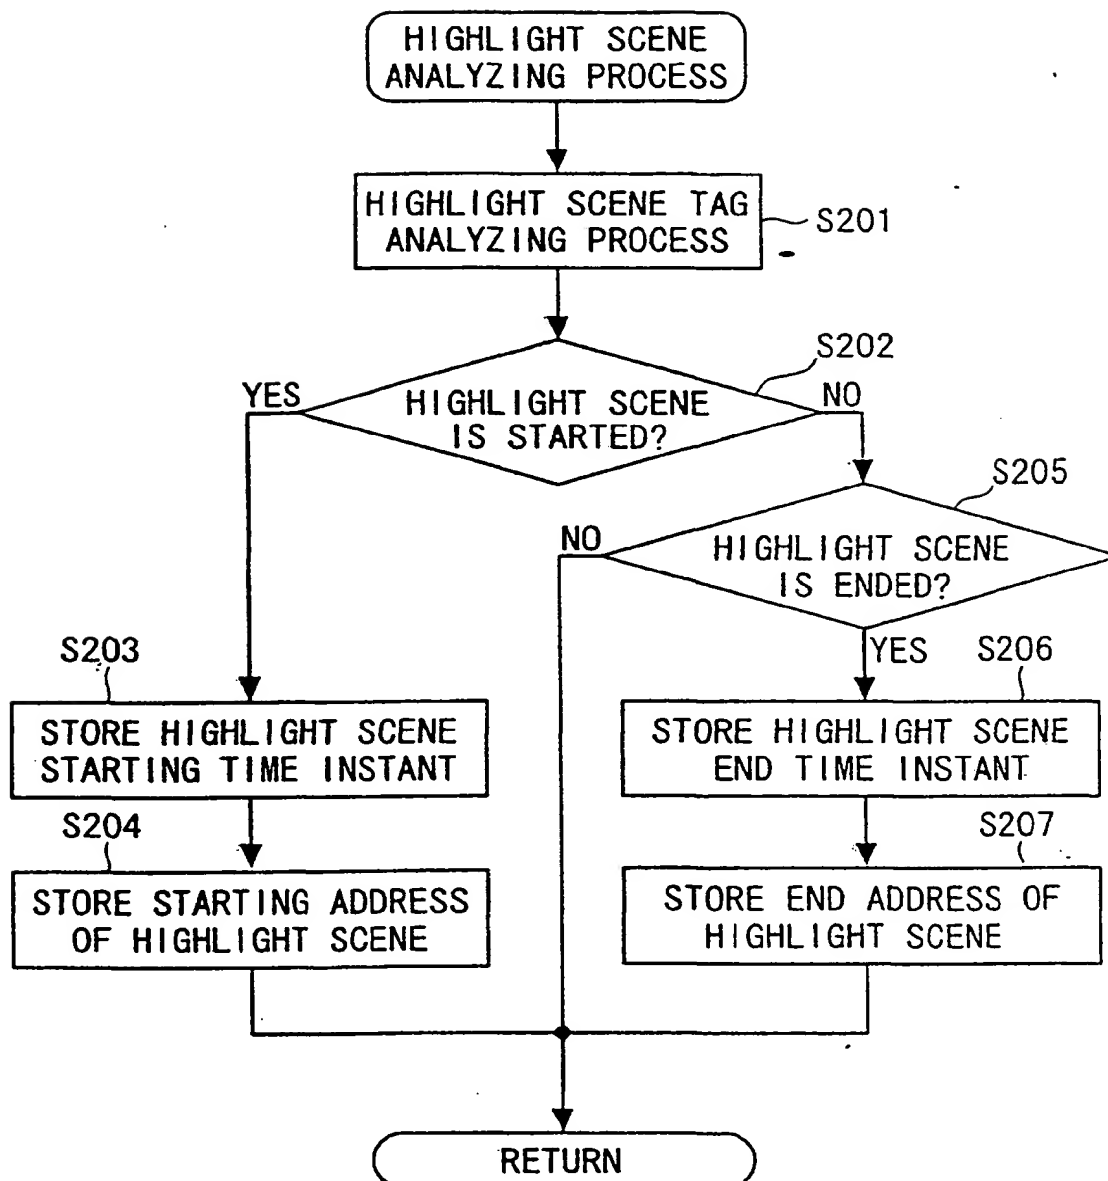 HIGHLIGHT SCENE
ANALYZING PROCESS
HIGHLIGHT SCENE TAG
ANALYZING PROCESS
S201
S202
YES
NO
HIGHLIGHT SCENE
IS STARTED?
S205
NO
HIGHLIGHT SCENE
IS ENDED?
YES
S203
S206
STORE HIGHLIGHT SCENE
STARTING TIME INSTANT
STORE HIGHLIGHT SCENE
END TIME INSTANT
S204
S207
STORE STARTING ADDRESS
OF HIGHLIGHT SCENE
STORE END ADDRESS OF
HIGHLIGHT SCENE
RETURN